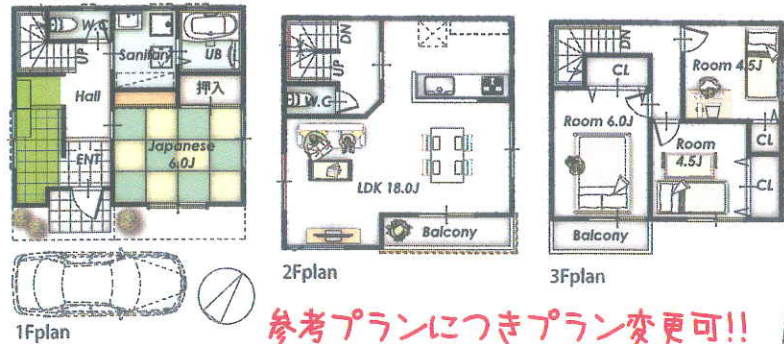 W.C
UP
Sanitary
UB
Hall
押入
Japanese
6.0J
ENT
1Fplan
DN
UP
W.C
LDK 18.0J
Balcony
2Fplan
DN
CL
Room 4.5J
Room 6.0J
Room
4.5J
CL
CL
Balcony
3Fplan
参考プランにつきプラン変更可!!